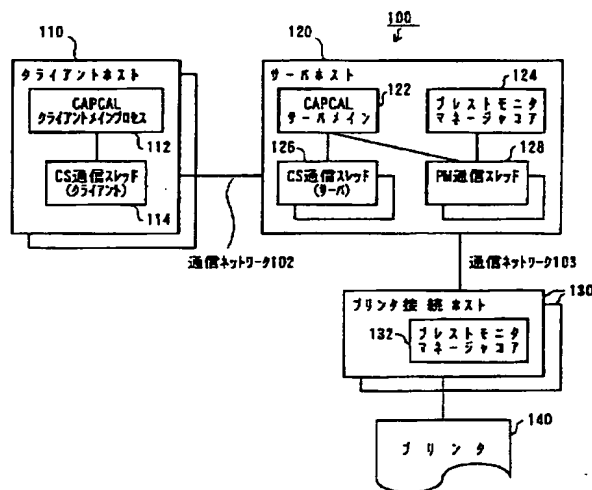 100
110
クライアントホスト
CAPCAL
クライアントメインプロセス
112
CS通信スレッド
(クライアント)
114
120
サーバホスト
CAPCAL
サーバメイン
122
プレストモニタ
マネージャコア
124
126
CS通信スレッド
(サーバ)
PM通信スレッド
128
通信ネットワーク102
通信ネットワーク103
130
プリンタ接続ホスト
132
プレストモニタ
マネージャコア
140
プリンタ